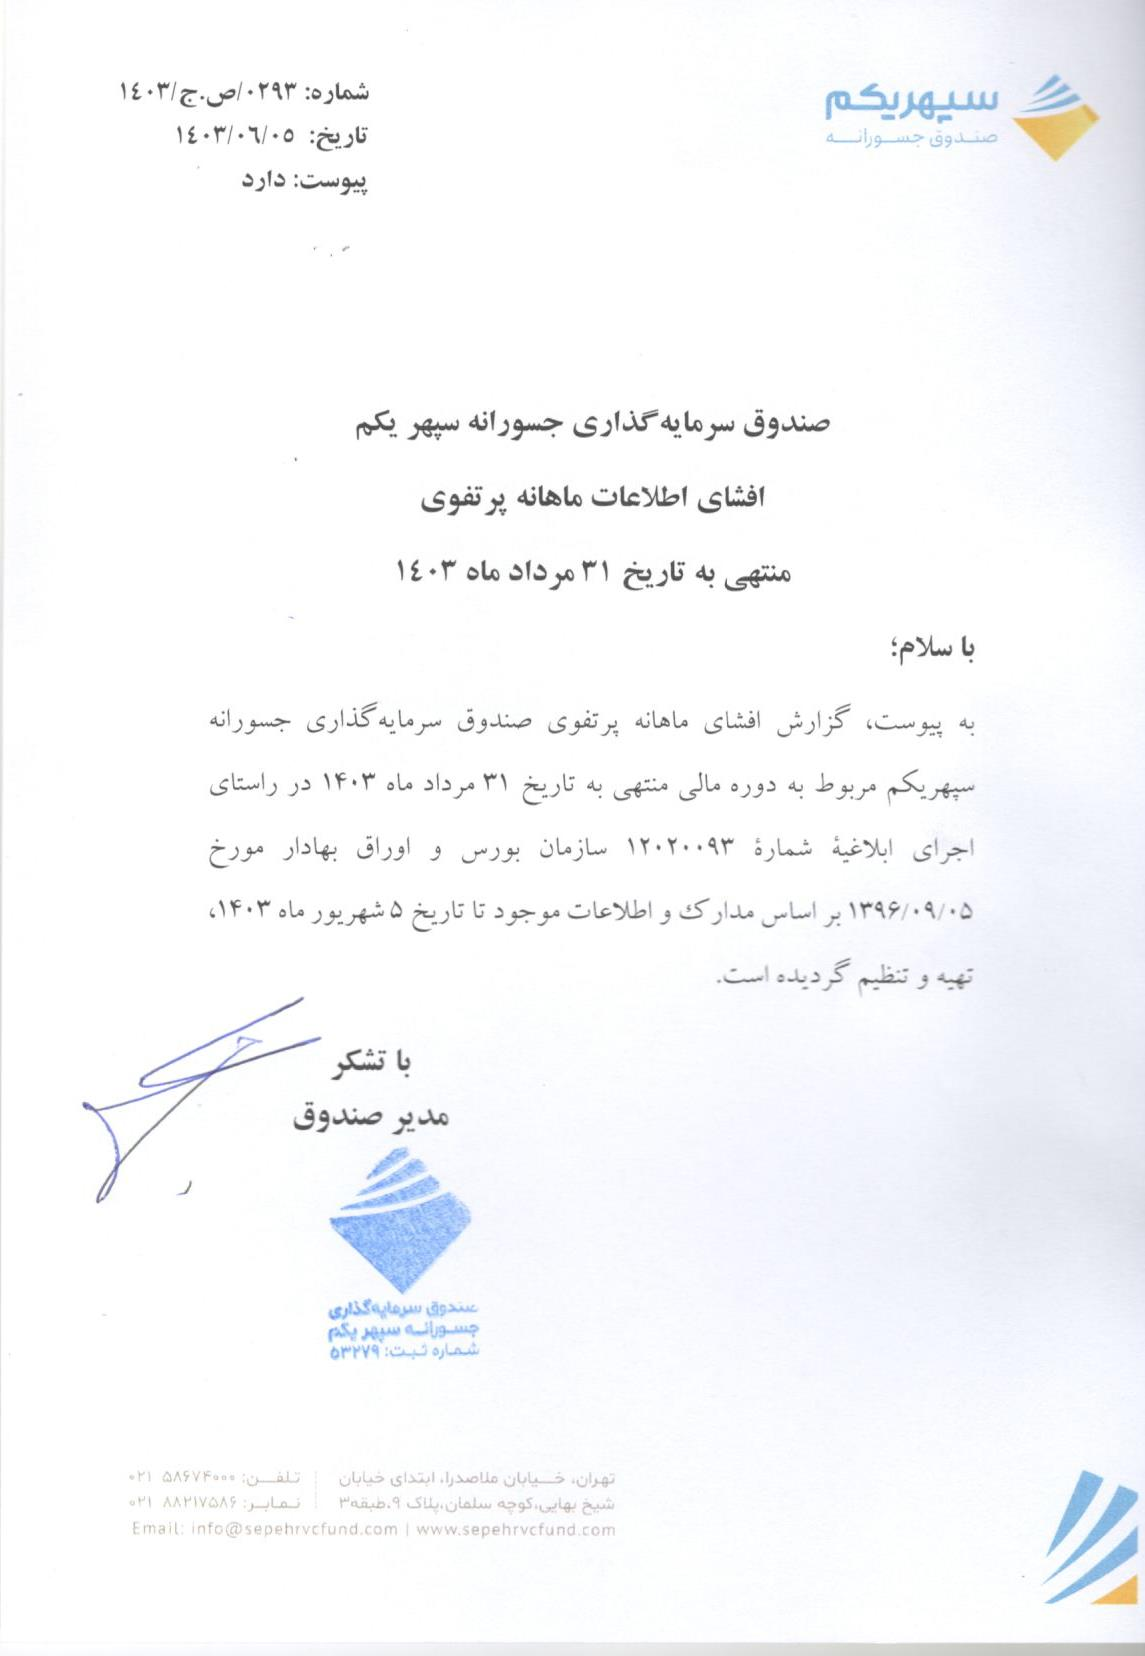 سپهریکم
صندوق جسورانه
شماره: ۰۲۹۳/ص.ج/۱٤۰۳
تاریخ: ۱٤۰۳/۰٦/۰٥
پیوست: دارد
صندوق سرمایه‌گذاری جسورانه سپهر یکم
افشای اطلاعات ماهانه پرتفوی
منتهی به تاریخ ۳۱ مرداد ماه ۱٤۰۳
با سلام؛
به پیوست، گزارش افشای ماهانه پرتفوی صندوق سرمایه‌گذاری جسورانه
سپهریکم مربوط به دوره مالی منتهی به تاریخ ۳۱ مرداد ماه ۱۴۰۳ در راستای
اجرای ابلاغیهٔ شمارهٔ ۱۲۰۲۰۰۹۳ سازمان بورس و اوراق بهادار مورخ
۱۳۹۶/۰۹/۰۵ بر اساس مدارک و اطلاعات موجود تا تاریخ ۵ شهریور ماه ۱۴۰۳،
تهیه و تنظیم گردیده است.
با تشکر
مدیر صندوق
صندوق سرمایه‌گذاری
جسورانه سپهر یکم
شماره ثبت: ۵۳۲۷۹
تهران، خیابان ملاصدرا، ابتدای خیابان
شیخ بهایی،کوچه سلمان،پلاک ۹،طبقه۳
تلفن: ۵۸۶۷۴۰۰۰ ۰۲۱
نمابر: ۸۸۲۱۷۵۸۶ ۰۲۱
Email: info@sepehrvcfund.com | www.sepehrvcfund.com